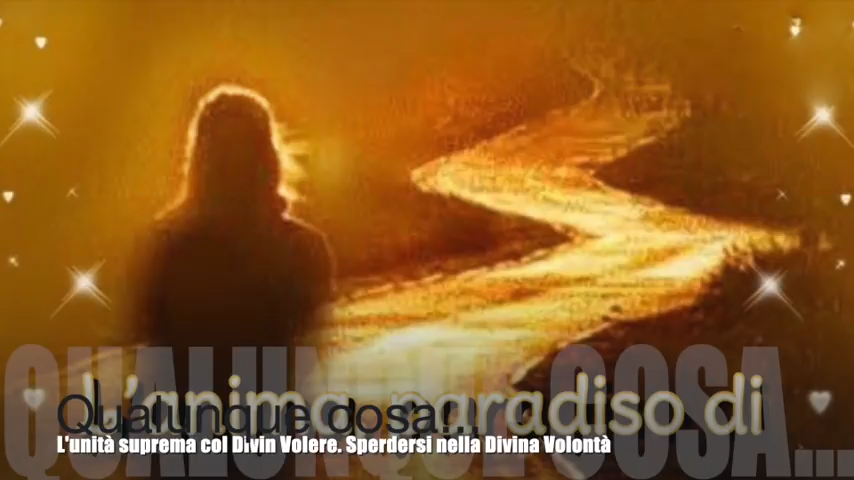 QUALUNQUE COSA...
L'anima paradiso di
Qualunque cosa!..
L'unità suprema col Divin Volere. Sperdersi nella Divina Volontà